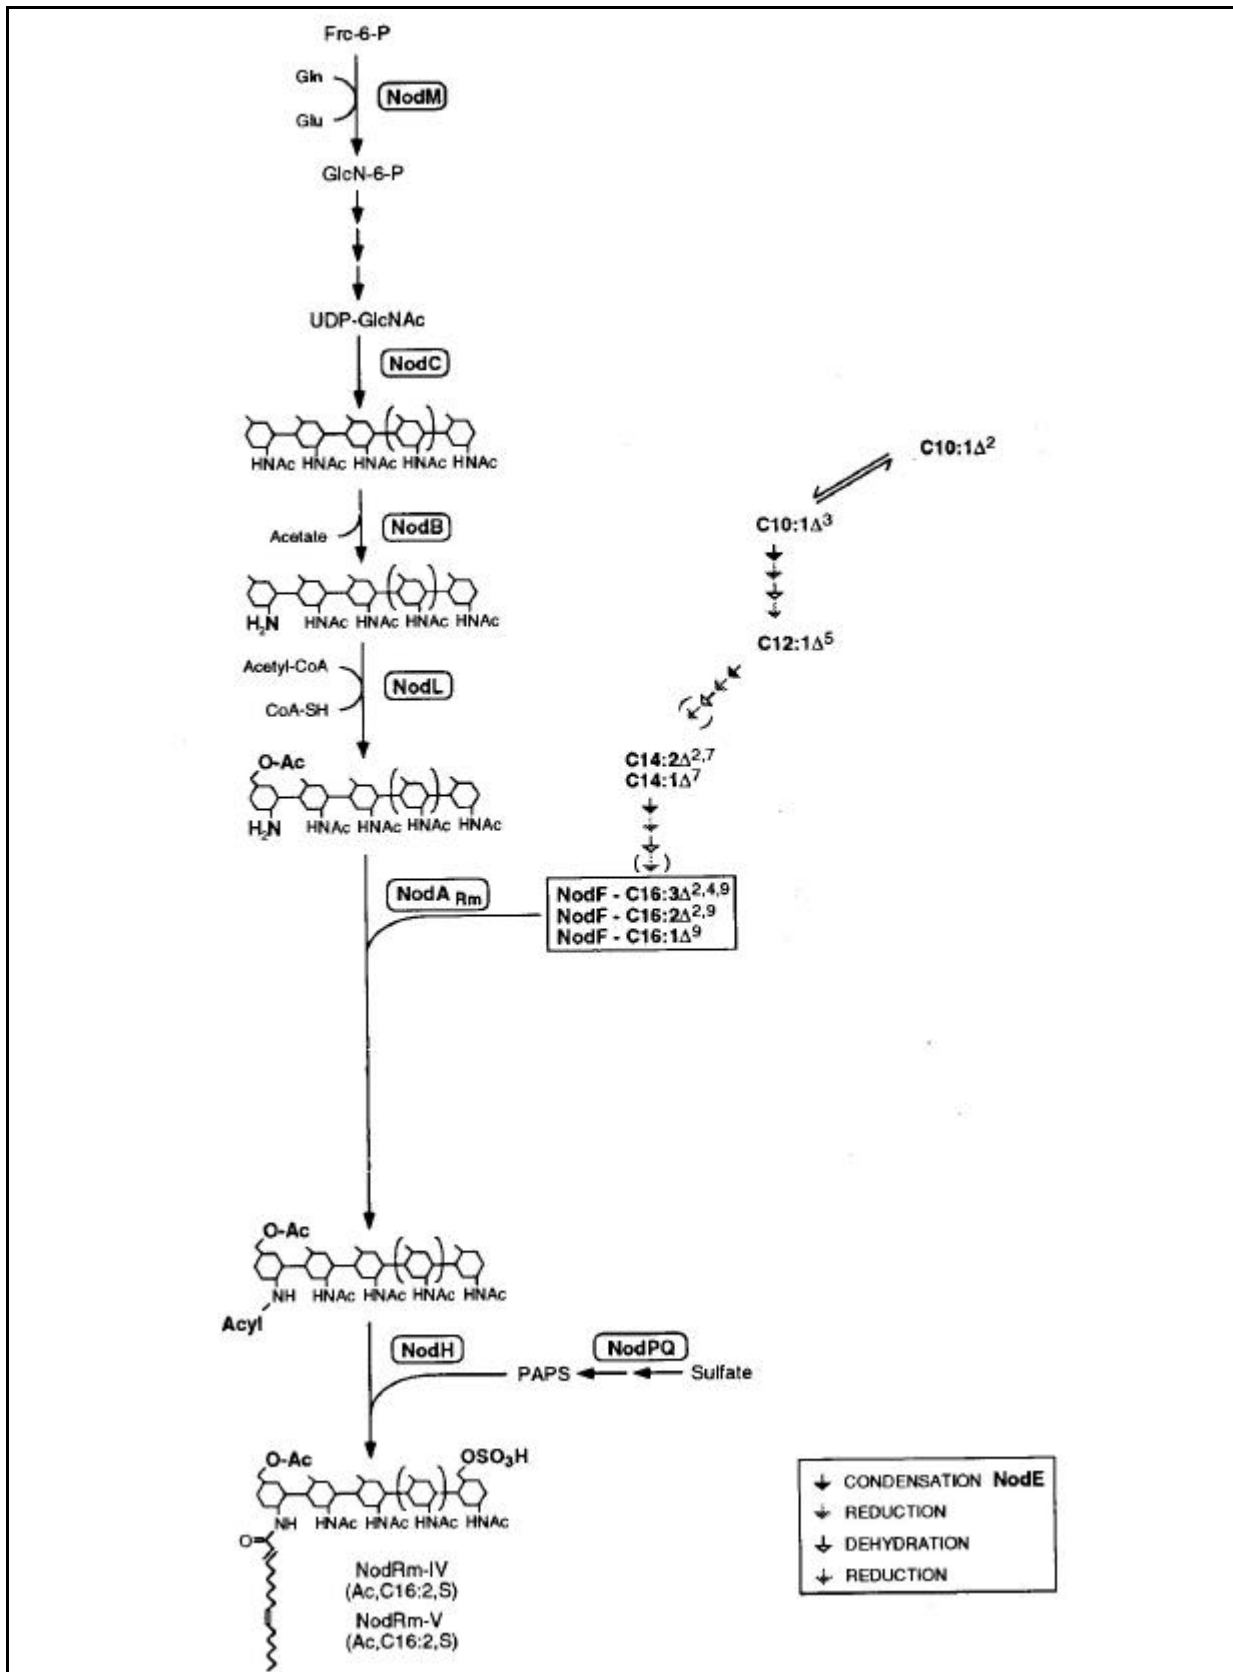 Frc-6-P
Gln
NodM
Glu
GlcN-6-P
UDP-GlcNAc
NodC
HNAc HNAc HNAc HNAc HNAc
C10:1Δ2
C10:1Δ3
Acetate
NodB
H2N HNAc HNAc HNAc HNAc
C12:1Δ5
Acetyl-CoA
NodL
CoA-SH
( )
C14:2Δ2,7
C14:1Δ7
O-Ac
H2N HNAc HNAc HNAc HNAc
( )
NodA Rm
NodF - C16:3Δ2,4,9
NodF - C16:2Δ2,9
NodF - C16:1Δ9
O-Ac
NH HNAc HNAc HNAc HNAc
Acyl
NodH
NodPQ
PAPS Sulfate
O-Ac OSO3H
NH HNAc HNAc HNAc HNAc
O
NodRm-IV
(Ac,C16:2,S)
NodRm-V
(Ac,C16:2,S)
CONDENSATION NodE
REDUCTION
DEHYDRATION
REDUCTION